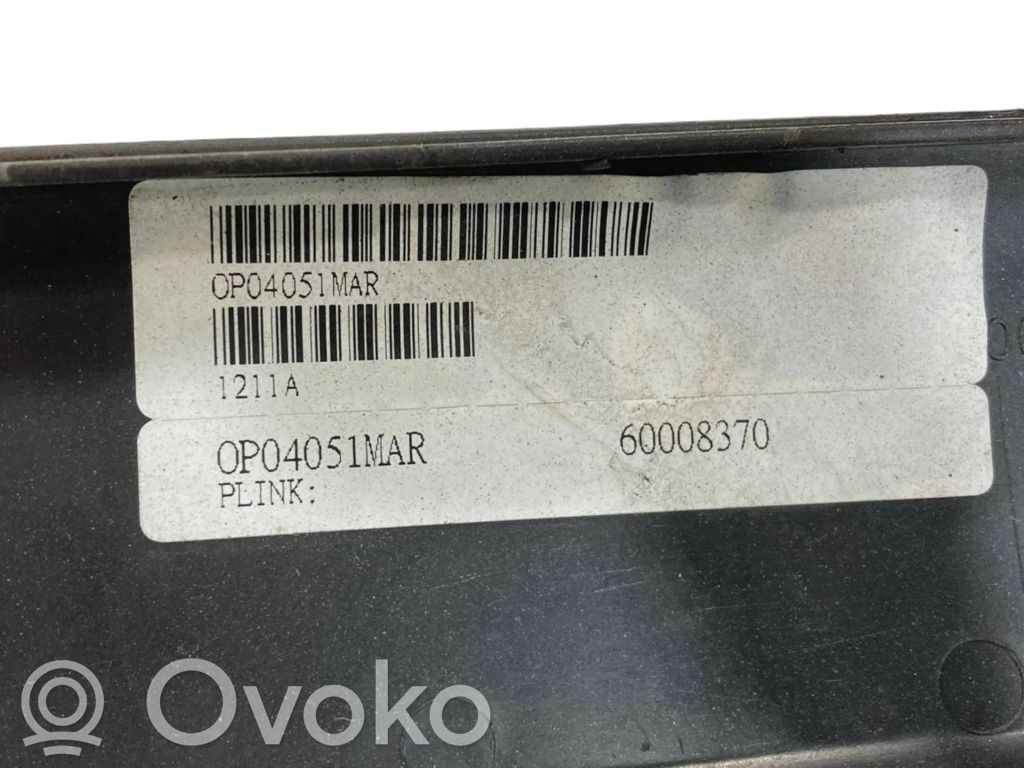 OP04051MAR
1211A
OP04051MAR 60008370
PLINK:
Ovoko